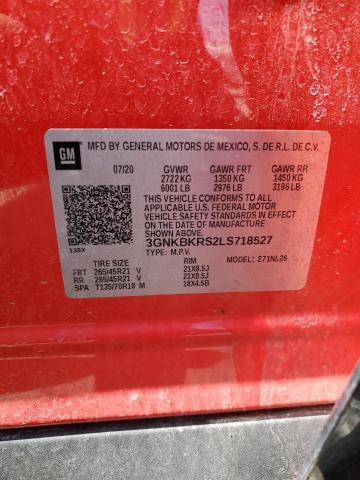 GM
MFD BY GENERAL MOTORS DE MEXICO, S. DE R.L. DE C.V.
07/20 GVWR GAWR FRT GAWR RR
2722 KG 1350 KG 1450 KG
6001 LB 2976 LB 3196 LB
THIS VEHICLE CONFORMS TO ALL
APPLICABLE U.S. FEDERAL MOTOR
VEHICLE SAFETY STANDARDS IN EFFECT ON
THE DATE OF MANUFACTURE SHOWN ABOVE.
136X
3GNKBKRS2LS718527
TYPE: M.P.V. MODEL: 271NL26
TIRE SIZE RIM
FRT 265/45R21 V 21X8.5J
RR 265/45R21 V 21X8.5J
SPA T135/70R18 M 18X4.5B